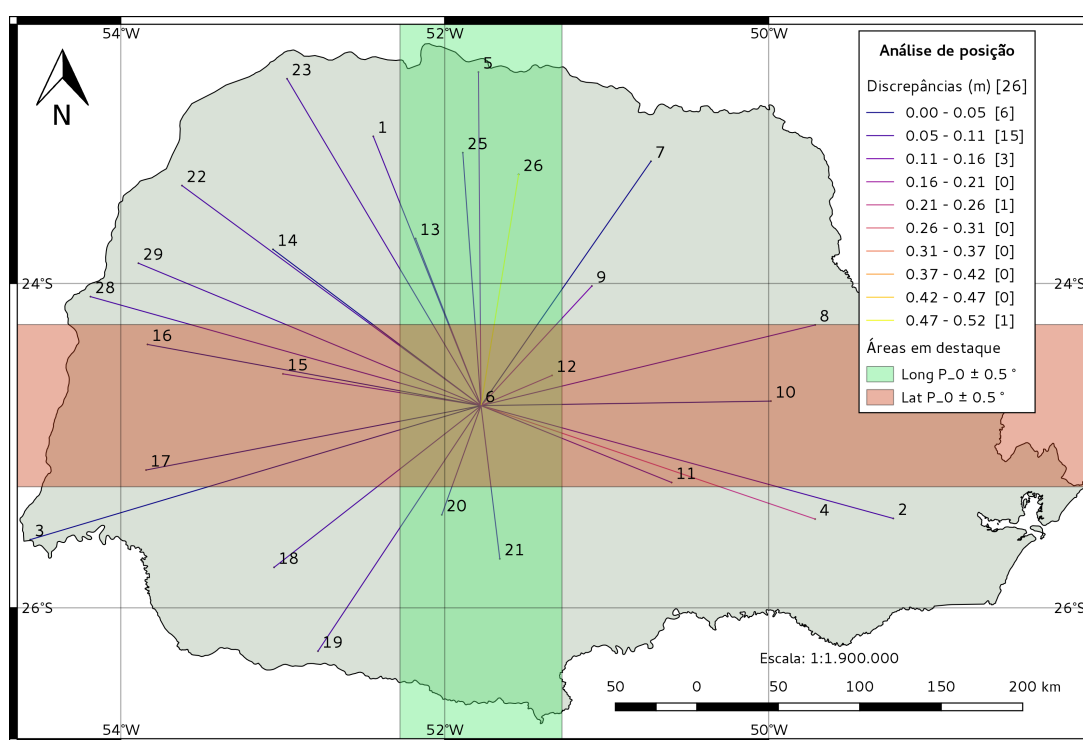 54°W
52°W
50°W
Análise de posição
Discrepâncias (m) [26]
0.00 - 0.05 [6]
0.05 - 0.11 [15]
0.11 - 0.16 [3]
0.16 - 0.21 [0]
0.21 - 0.26 [1]
0.26 - 0.31 [0]
0.31 - 0.37 [0]
0.37 - 0.42 [0]
0.42 - 0.47 [0]
0.47 - 0.52 [1]
Áreas em destaque
Long P_0 ± 0.5°
Lat P_0 ± 0.5°
N
23
5
1
25
7
26
22
13
14
29
9
24°S
24°S
28
8
16
15
12
6
10
17
11
20
4
2
3
21
18
26°S
26°S
19
Escala: 1:1.900.000
50 0 50 100 150 200 km
54°W
52°W
50°W